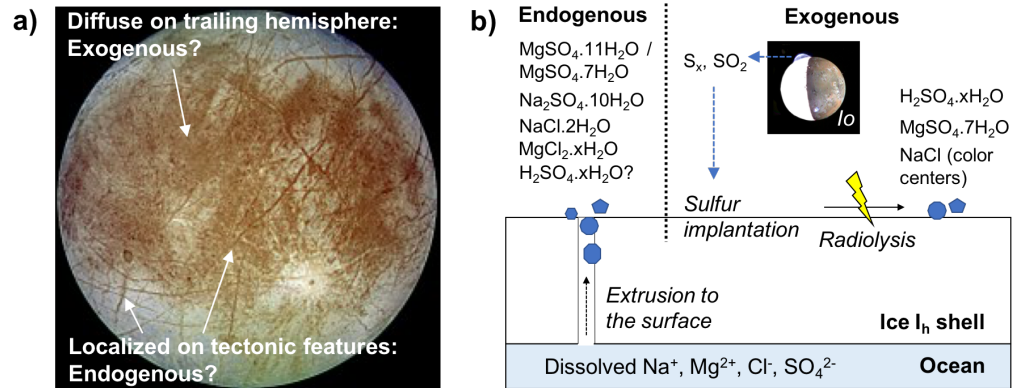 a)
Diffuse on trailing hemisphere:
Exogenous?
Localized on tectonic features:
Endogenous?
b)
Endogenous
MgSO₄.11H₂O /
MgSO₄.7H₂O
Na₂SO₄.10H₂O
NaCl.2H₂O
MgCl₂.xH₂O
H₂SO₄.xH₂O?
Exogenous
Sₓ, SO₂
Io
H₂SO₄.xH₂O
MgSO₄.7H₂O
NaCl (color
centers)
Sulfur
implantation
Radiolysis
Extrusion to
the surface
Ice Iₕ shell
Dissolved Na⁺, Mg²⁺, Cl⁻, SO₄²⁻
Ocean